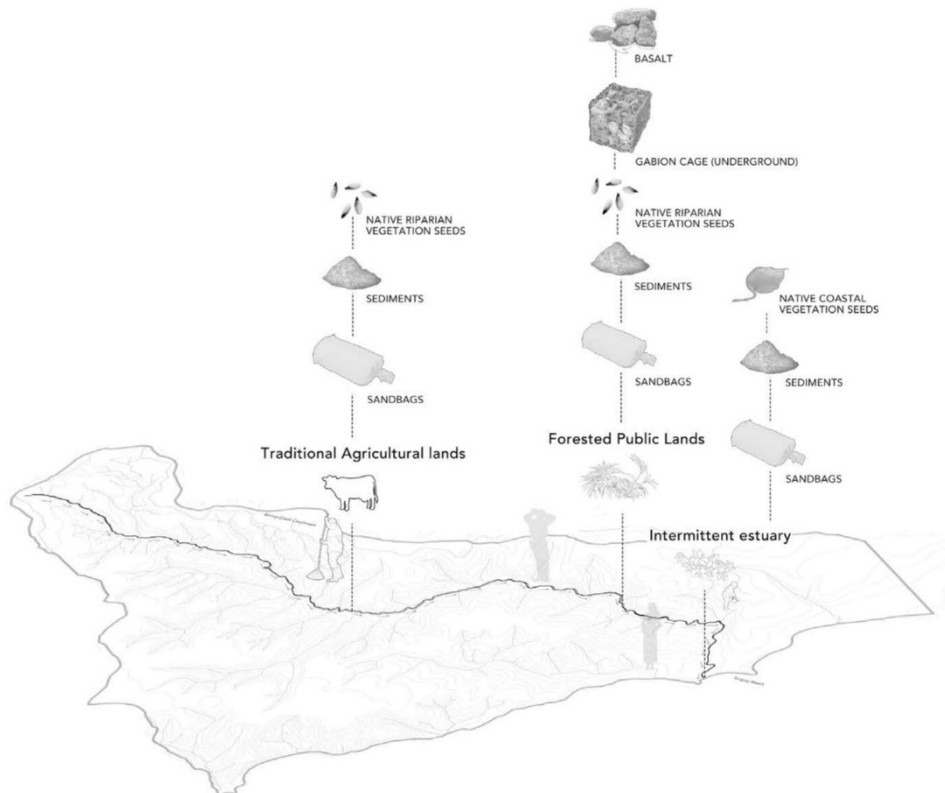 BASALT
GABION CAGE (UNDERGROUND)
NATIVE RIPARIAN
VEGETATION SEEDS
NATIVE RIPARIAN
VEGETATION SEEDS
SEDIMENTS
SEDIMENTS
NATIVE COASTAL
VEGETATION SEEDS
SANDBAGS
SANDBAGS
SEDIMENTS
Traditional Agricultural lands
Forested Public Lands
SANDBAGS
Intermittent estuary